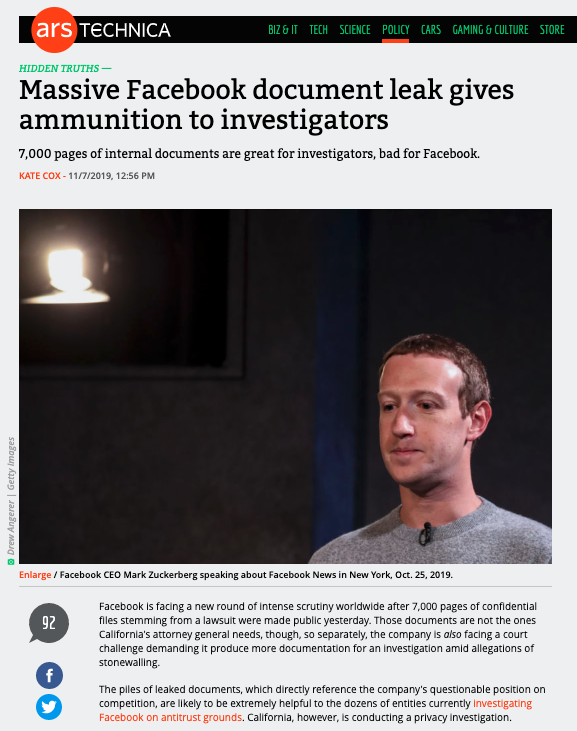 ars TECHNICA
BIZ & IT TECH SCIENCE POLICY CARS GAMING & CULTURE STORE
HIDDEN TRUTHS —
Massive Facebook document leak gives
ammunition to investigators
7,000 pages of internal documents are great for investigators, bad for Facebook.
KATE COX - 11/7/2019, 12:56 PM
Drew Angerer | Getty Images
Enlarge / Facebook CEO Mark Zuckerberg speaking about Facebook News in New York, Oct. 25, 2019.
92
Facebook is facing a new round of intense scrutiny worldwide after 7,000 pages of confidential
files stemming from a lawsuit were made public yesterday. Those documents are not the ones
California's attorney general needs, though, so separately, the company is also facing a court
challenge demanding it produce more documentation for an investigation amid allegations of
stonewalling.
The piles of leaked documents, which directly reference the company's questionable position on
competition, are likely to be extremely helpful to the dozens of entities currently investigating
Facebook on antitrust grounds. California, however, is conducting a privacy investigation.